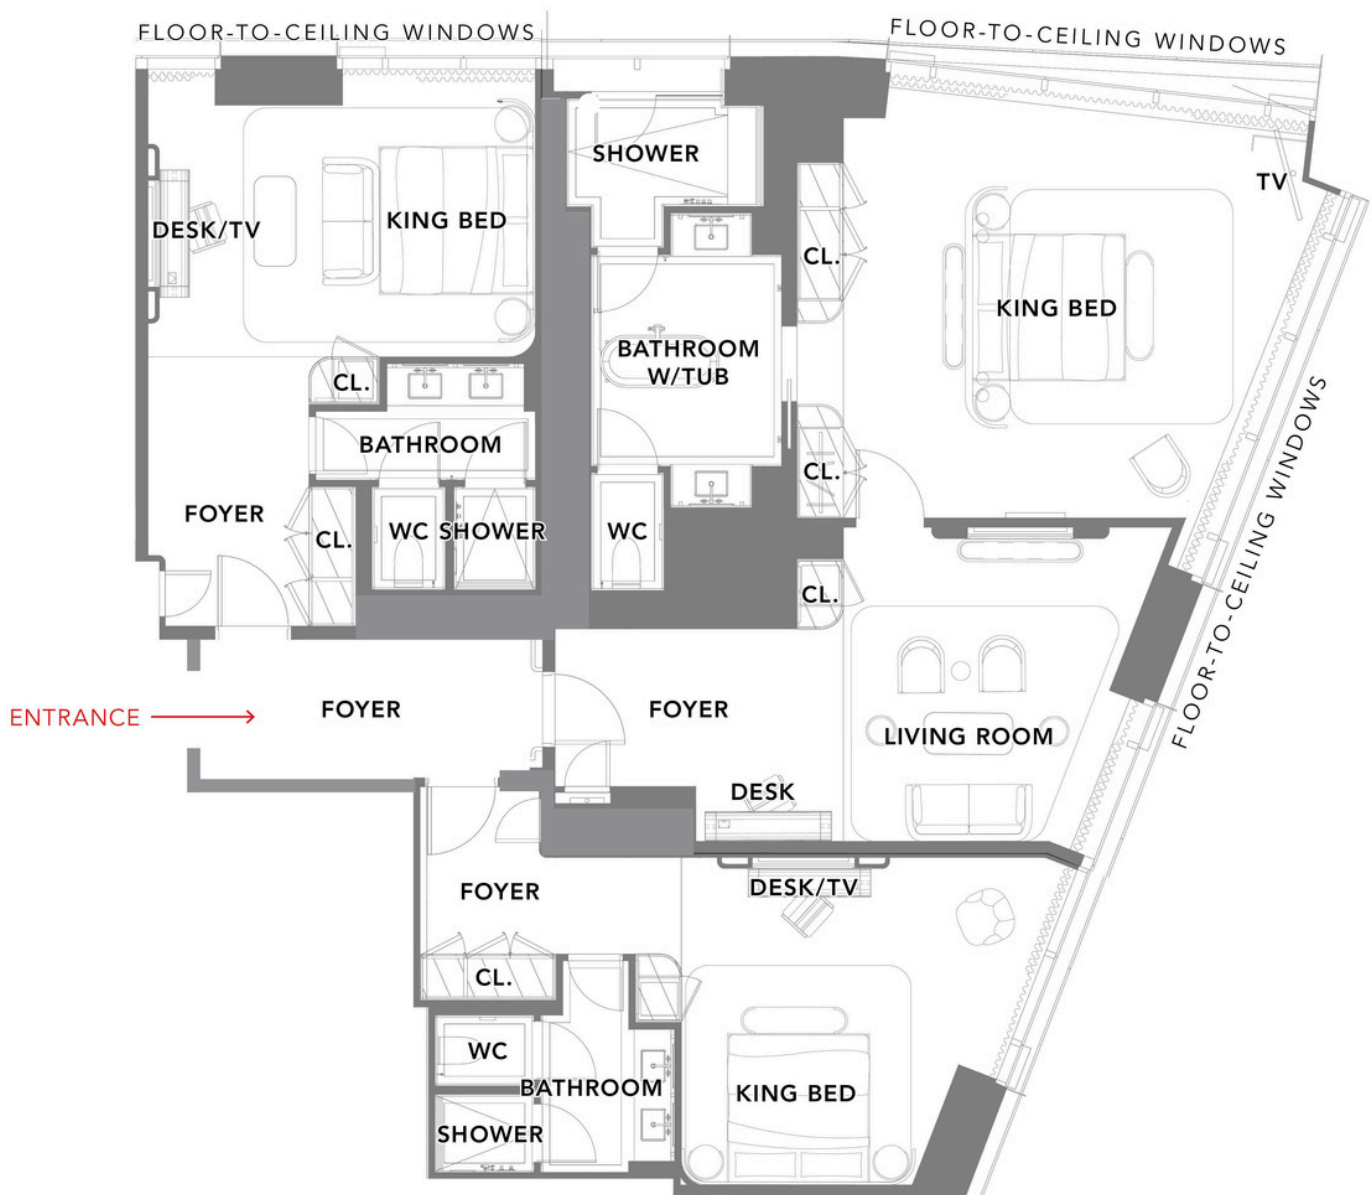 FLOOR-TO-CEILING WINDOWS
FLOOR-TO-CEILING WINDOWS
SHOWER
TV
DESK/TV
KING BED
CL.
KING BED
BATHROOM
W/TUB
CL.
FLOOR-TO-CEILING WINDOWS
BATHROOM
CL.
FOYER
CL.
WC
SHOWER
WC
CL.
ENTRANCE
FOYER
FOYER
LIVING ROOM
DESK
FOYER
DESK/TV
CL.
WC
BATHROOM
KING BED
SHOWER